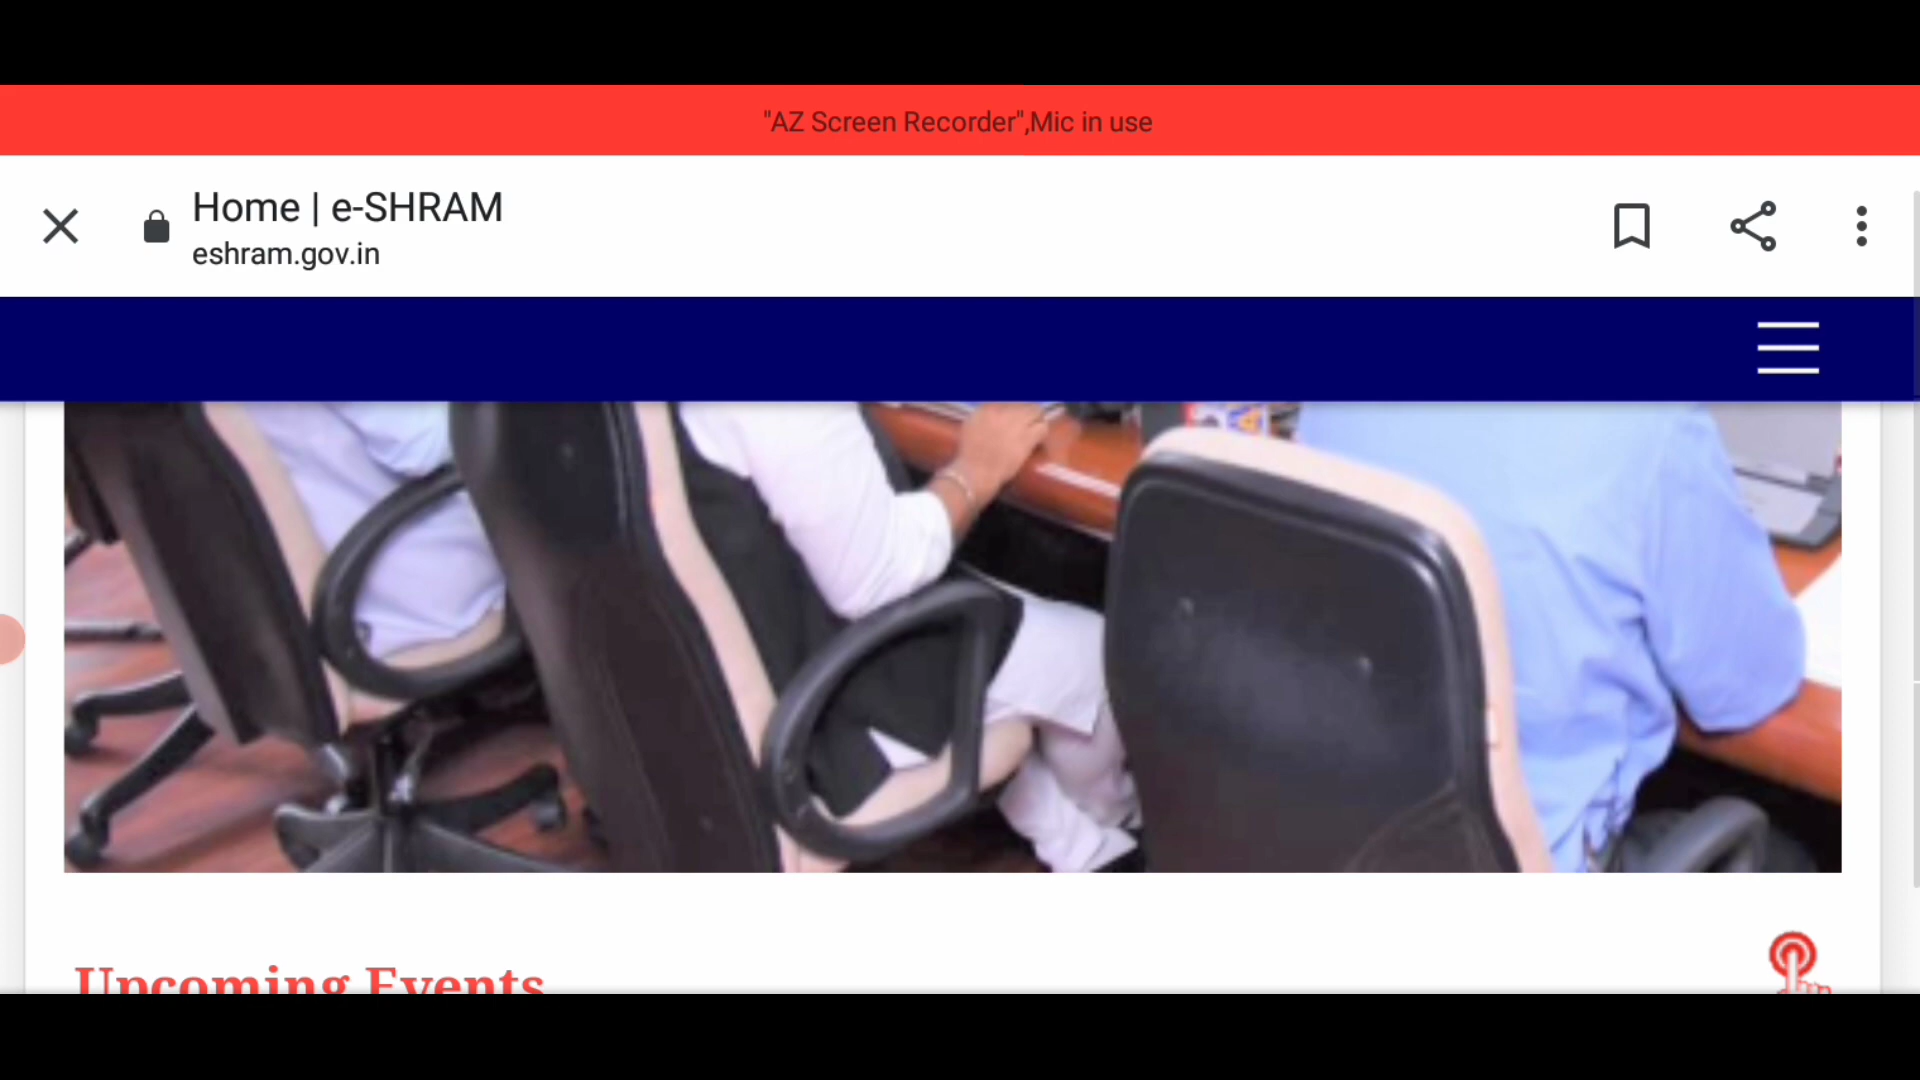 "AZ Screen Recorder",Mic in use
Home | e-SHRAM
eshram.gov.in
Upcoming Events